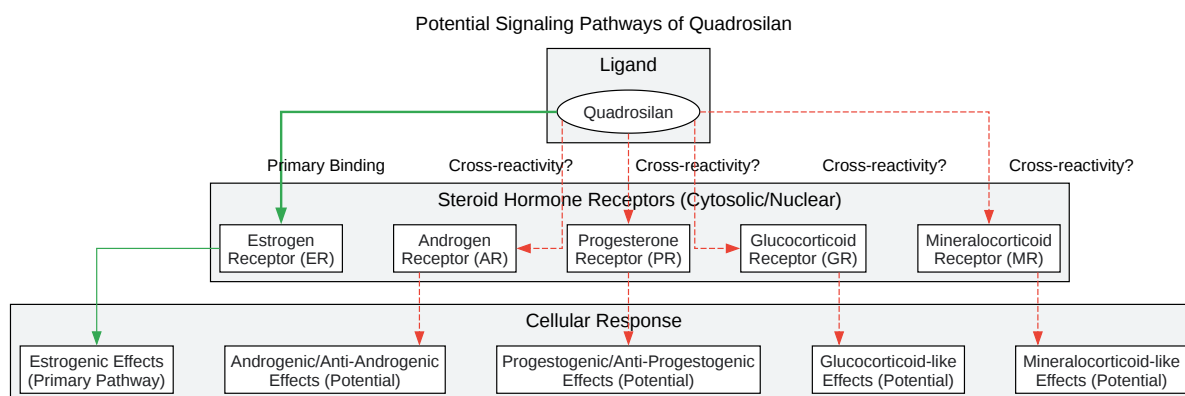 Potential Signaling Pathways of Quadrosilan
Ligand
Quadrosilan
Primary Binding
Cross-reactivity?
Cross-reactivity?
Cross-reactivity?
Cross-reactivity?
Steroid Hormone Receptors (Cytosolic/Nuclear)
Estrogen
Receptor (ER)
Androgen
Receptor (AR)
Progesterone
Receptor (PR)
Glucocorticoid
Receptor (GR)
Mineralocorticoid
Receptor (MR)
Cellular Response
Estrogenic Effects
(Primary Pathway)
Androgenic/Anti-Androgenic
Effects (Potential)
Progestogenic/Anti-Progestogenic
Effects (Potential)
Glucocorticoid-like
Effects (Potential)
Mineralocorticoid-like
Effects (Potential)